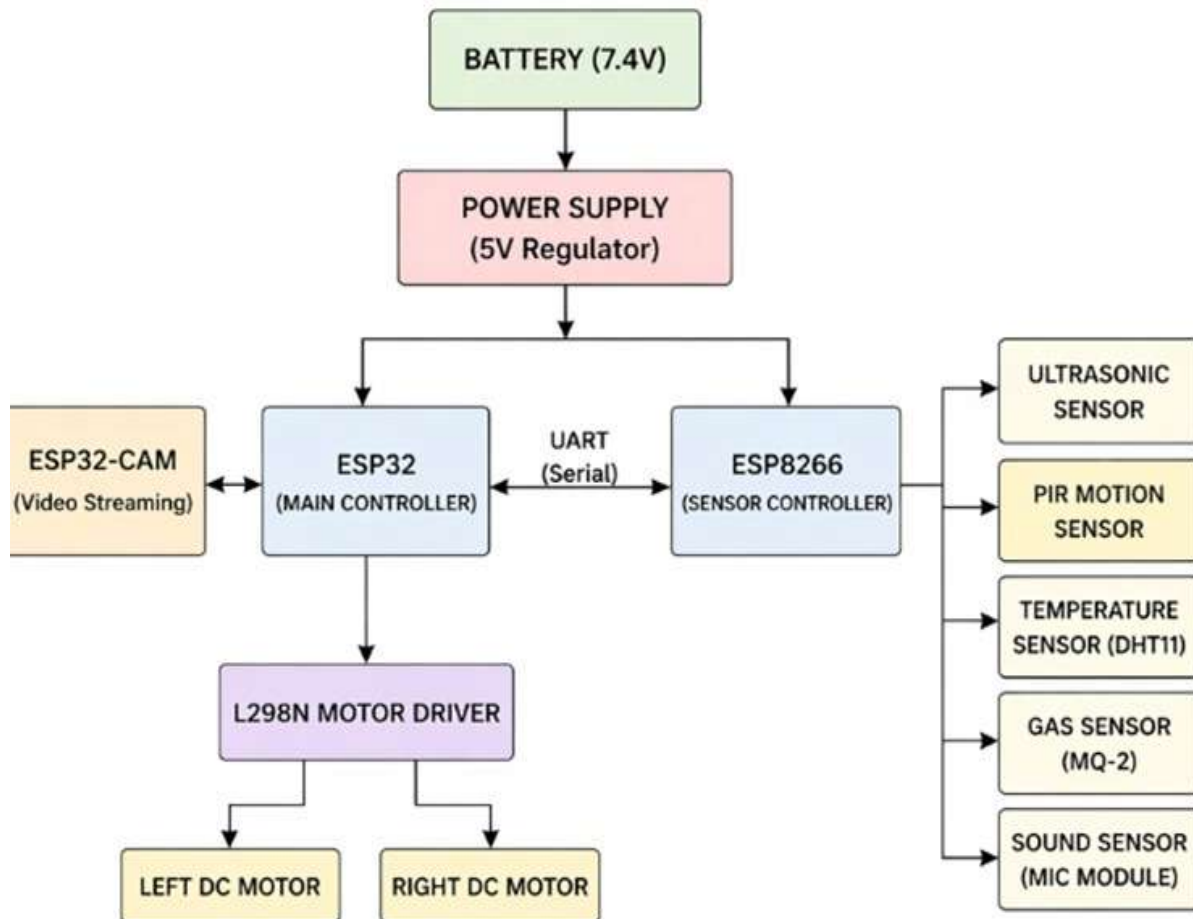 BATTERY (7.4V)
POWER SUPPLY
(5V Regulator)
ESP32-CAM
(Video Streaming)
ESP32
(MAIN CONTROLLER)
UART
(Serial)
ESP8266
(SENSOR CONTROLLER)
ULTRASONIC
SENSOR
PIR MOTION
SENSOR
TEMPERATURE
SENSOR (DHT11)
GAS SENSOR
(MQ-2)
SOUND SENSOR
(MIC MODULE)
L298N MOTOR DRIVER
LEFT DC MOTOR
RIGHT DC MOTOR